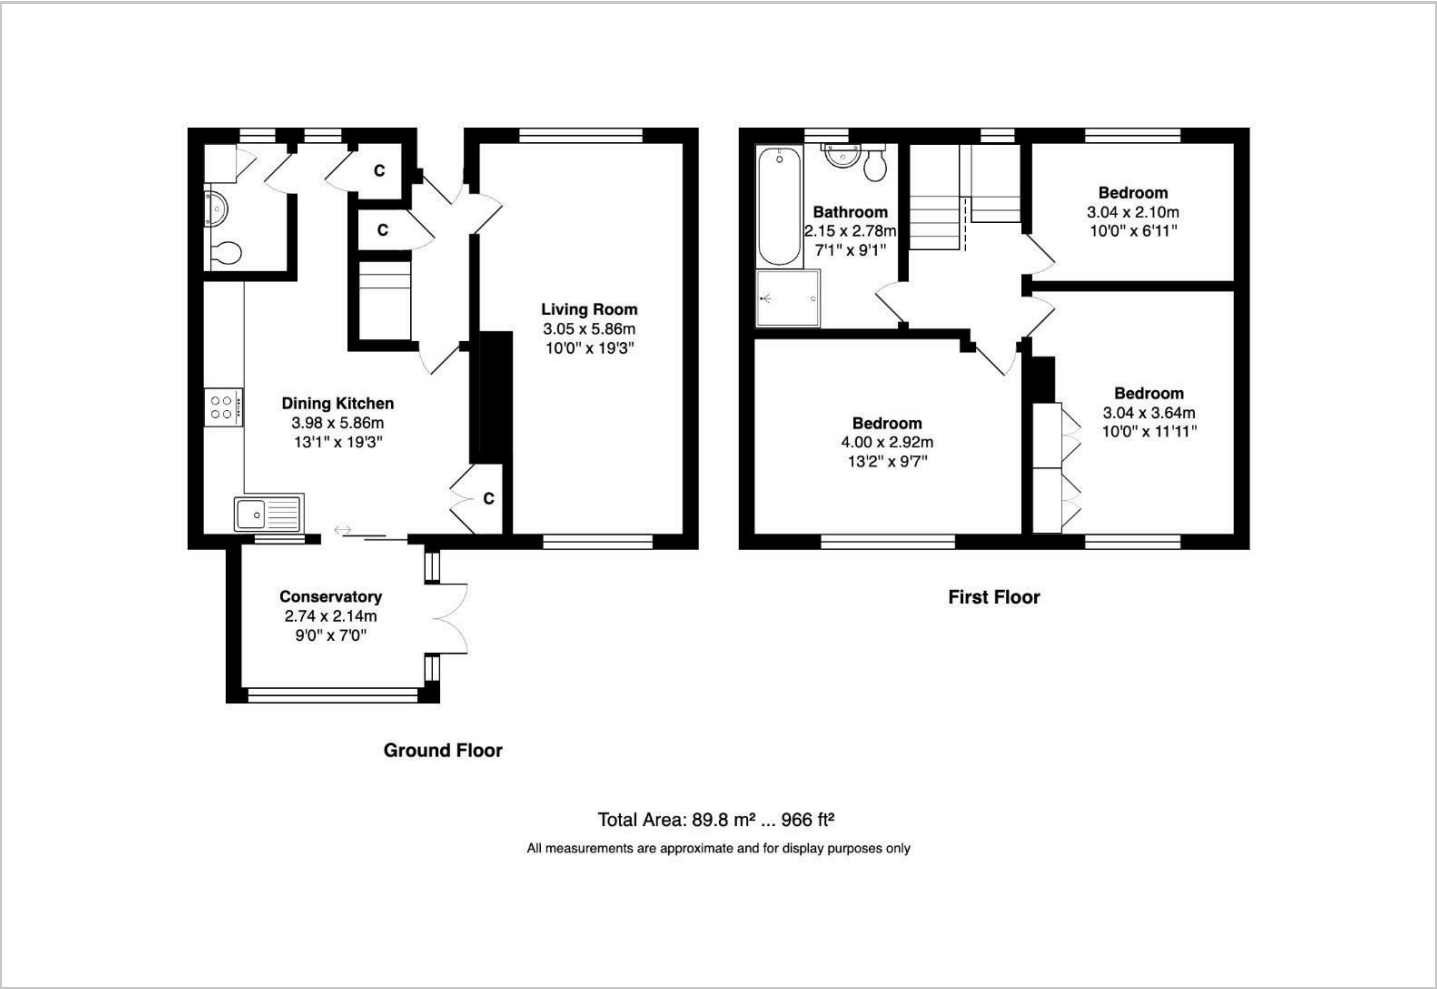 C
C
Living Room
3.05 x 5.86m
10'0" x 19'3"
Dining Kitchen
3.98 x 5.86m
13'1" x 19'3"
C
Conservatory
2.74 x 2.14m
9'0" x 7'0"
Ground Floor
Bathroom
2.15 x 2.78m
7'1" x 9'1"
Bedroom
3.04 x 2.10m
10'0" x 6'11"
Bedroom
4.00 x 2.92m
13'2" x 9'7"
Bedroom
3.04 x 3.64m
10'0" x 11'11"
First Floor
Total Area: 89.8 m² ... 966 ft²
All measurements are approximate and for display purposes only